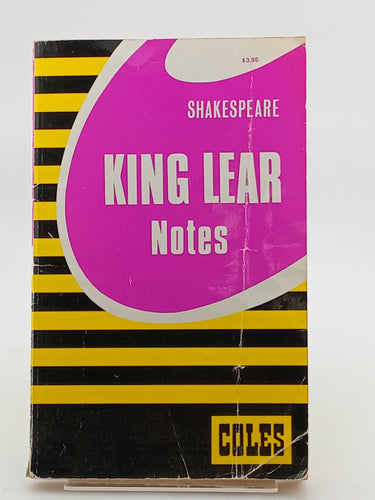 $3.95
SHAKESPEARE
KING LEAR
Notes
COLES